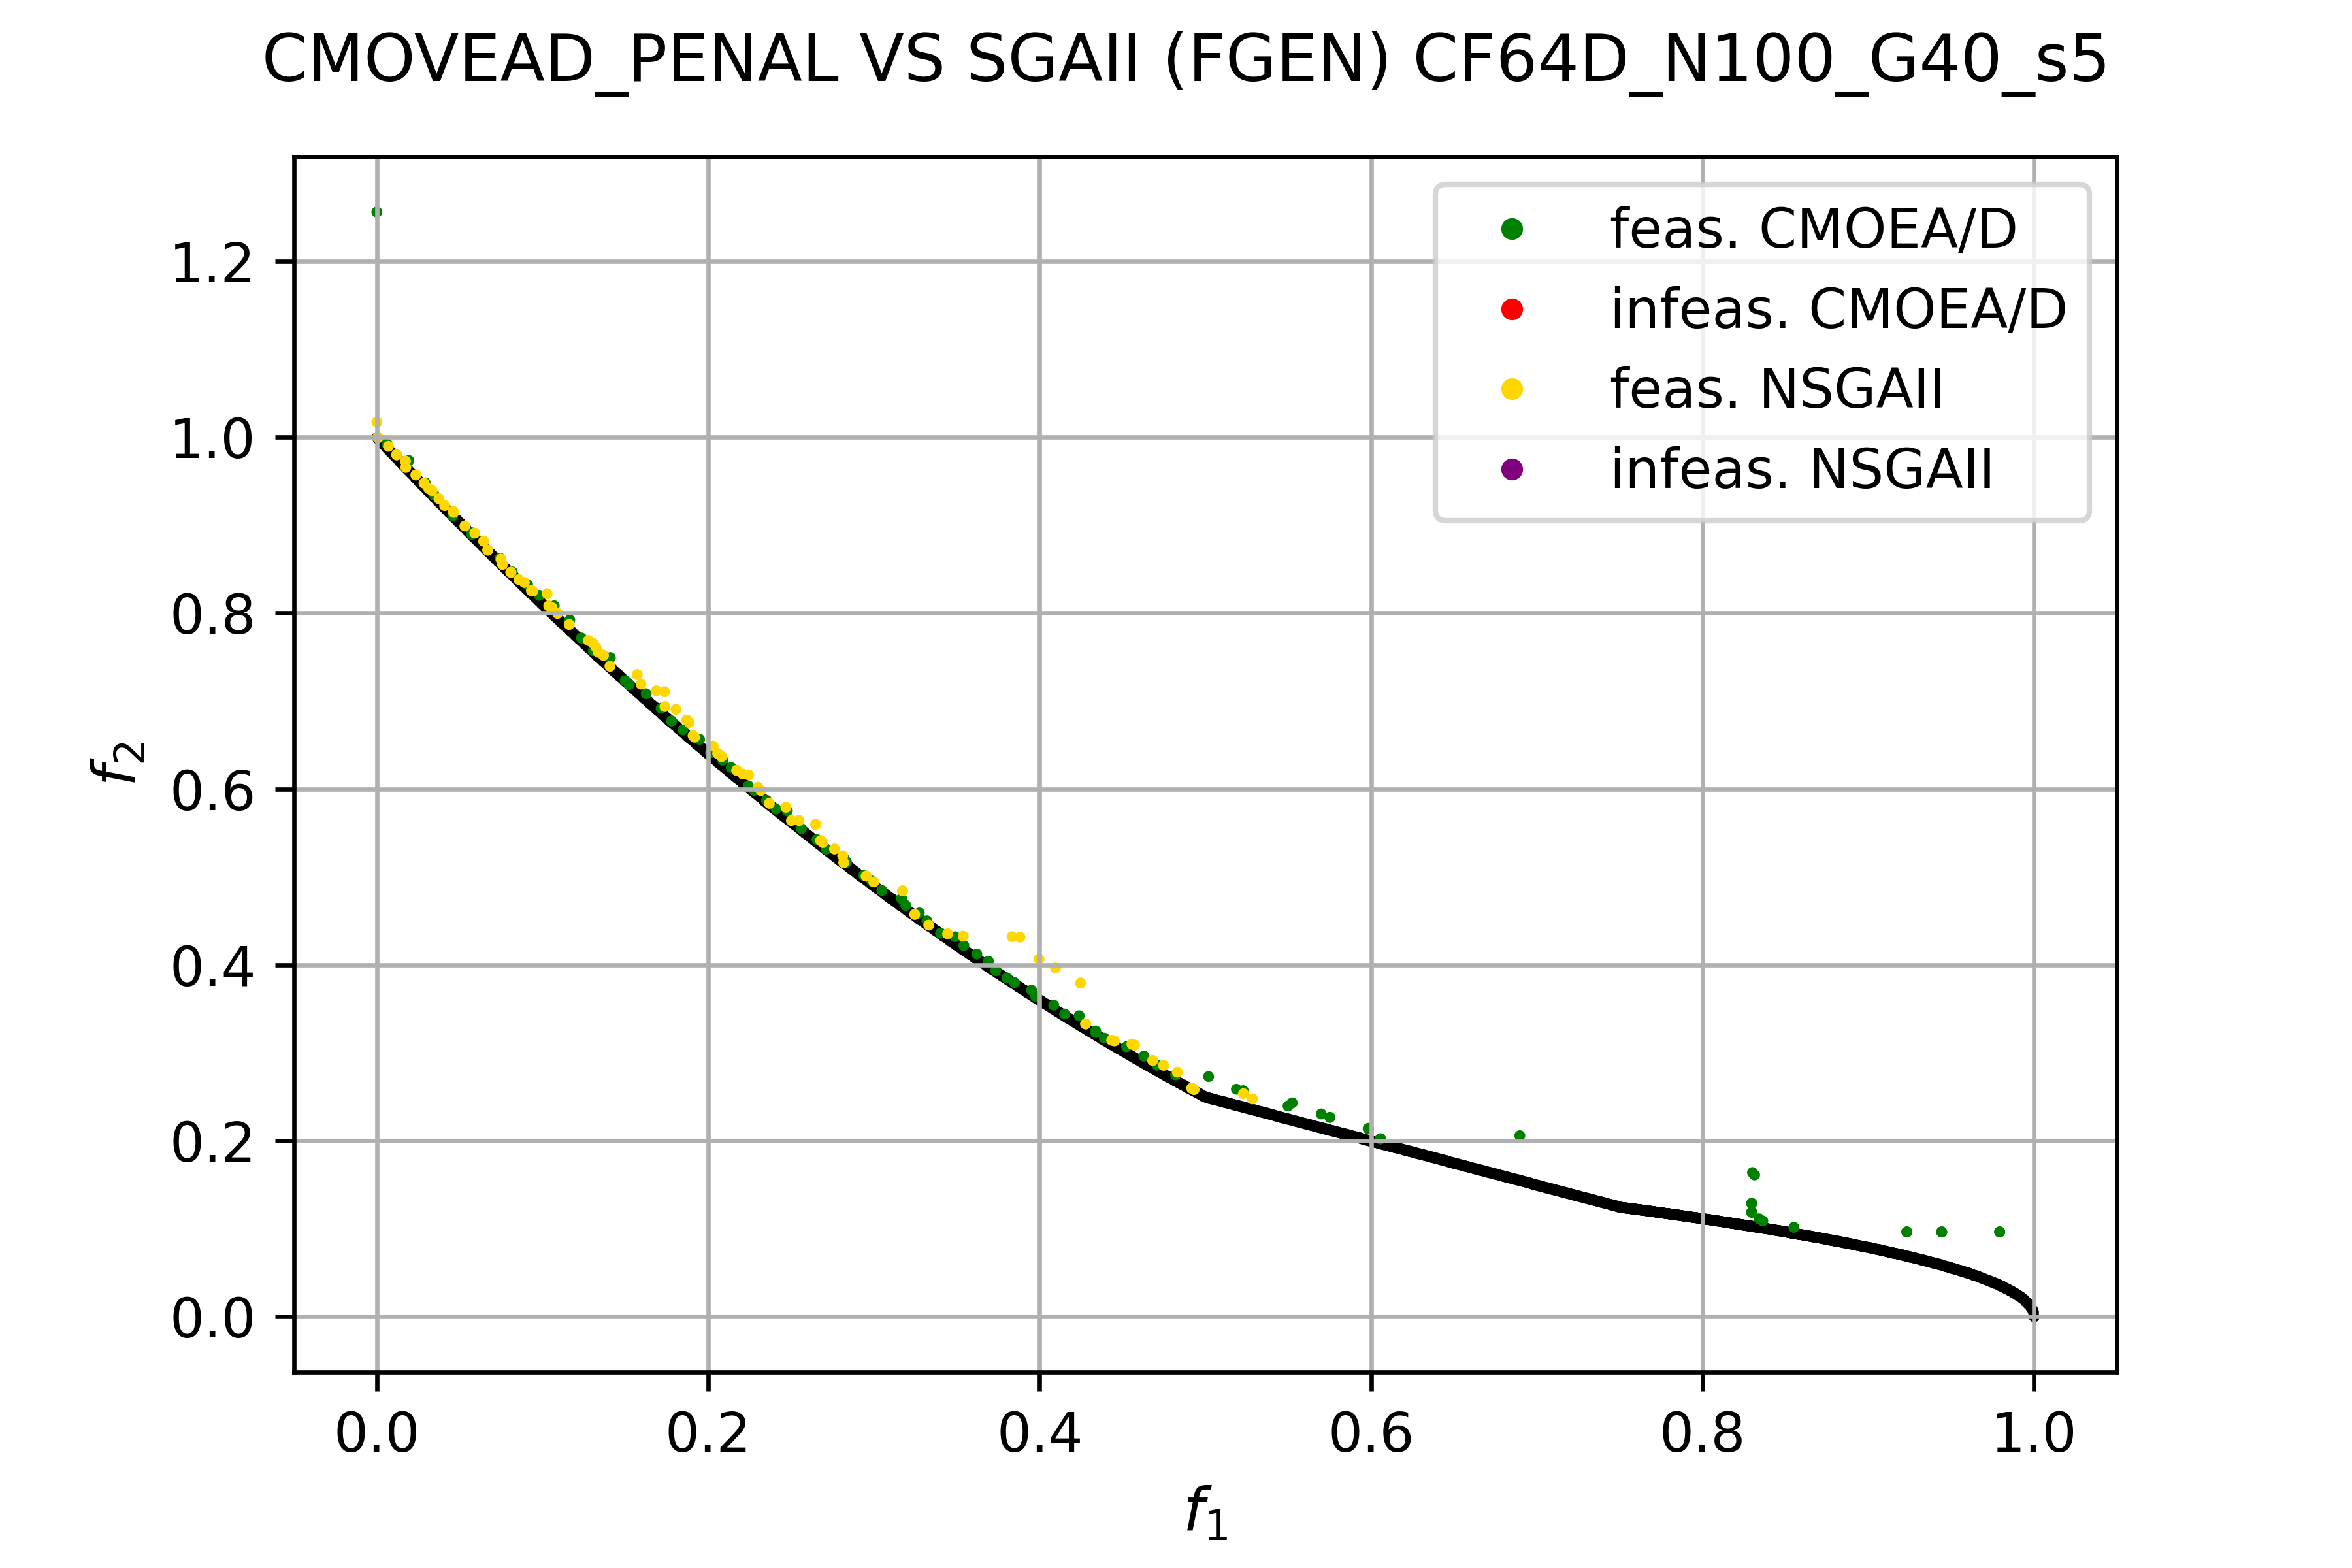 CMOVEAD_PENAL VS SGAII (FGEN) CF64D_N100_G40_s5
feas. CMOEA/D
infeas. CMOEA/D
feas. NSGAII
infeas. NSGAII
1.2
1.0
0.8
0.6
0.4
0.2
0.0
f2
0.0 0.2 0.4 0.6 0.8 1.0
f1